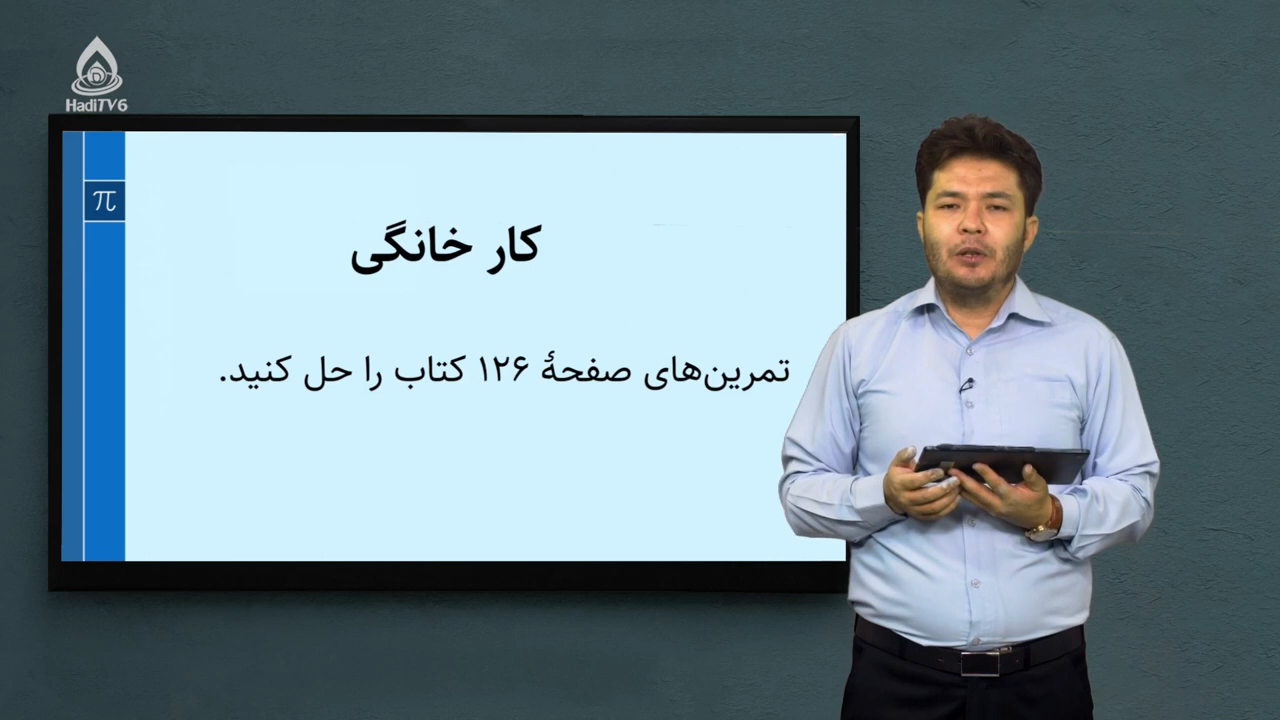 HadiTV6
π
کار خانگی
تمرین‌های صفحهٔ ۱۲۶ کتاب را حل کنید.